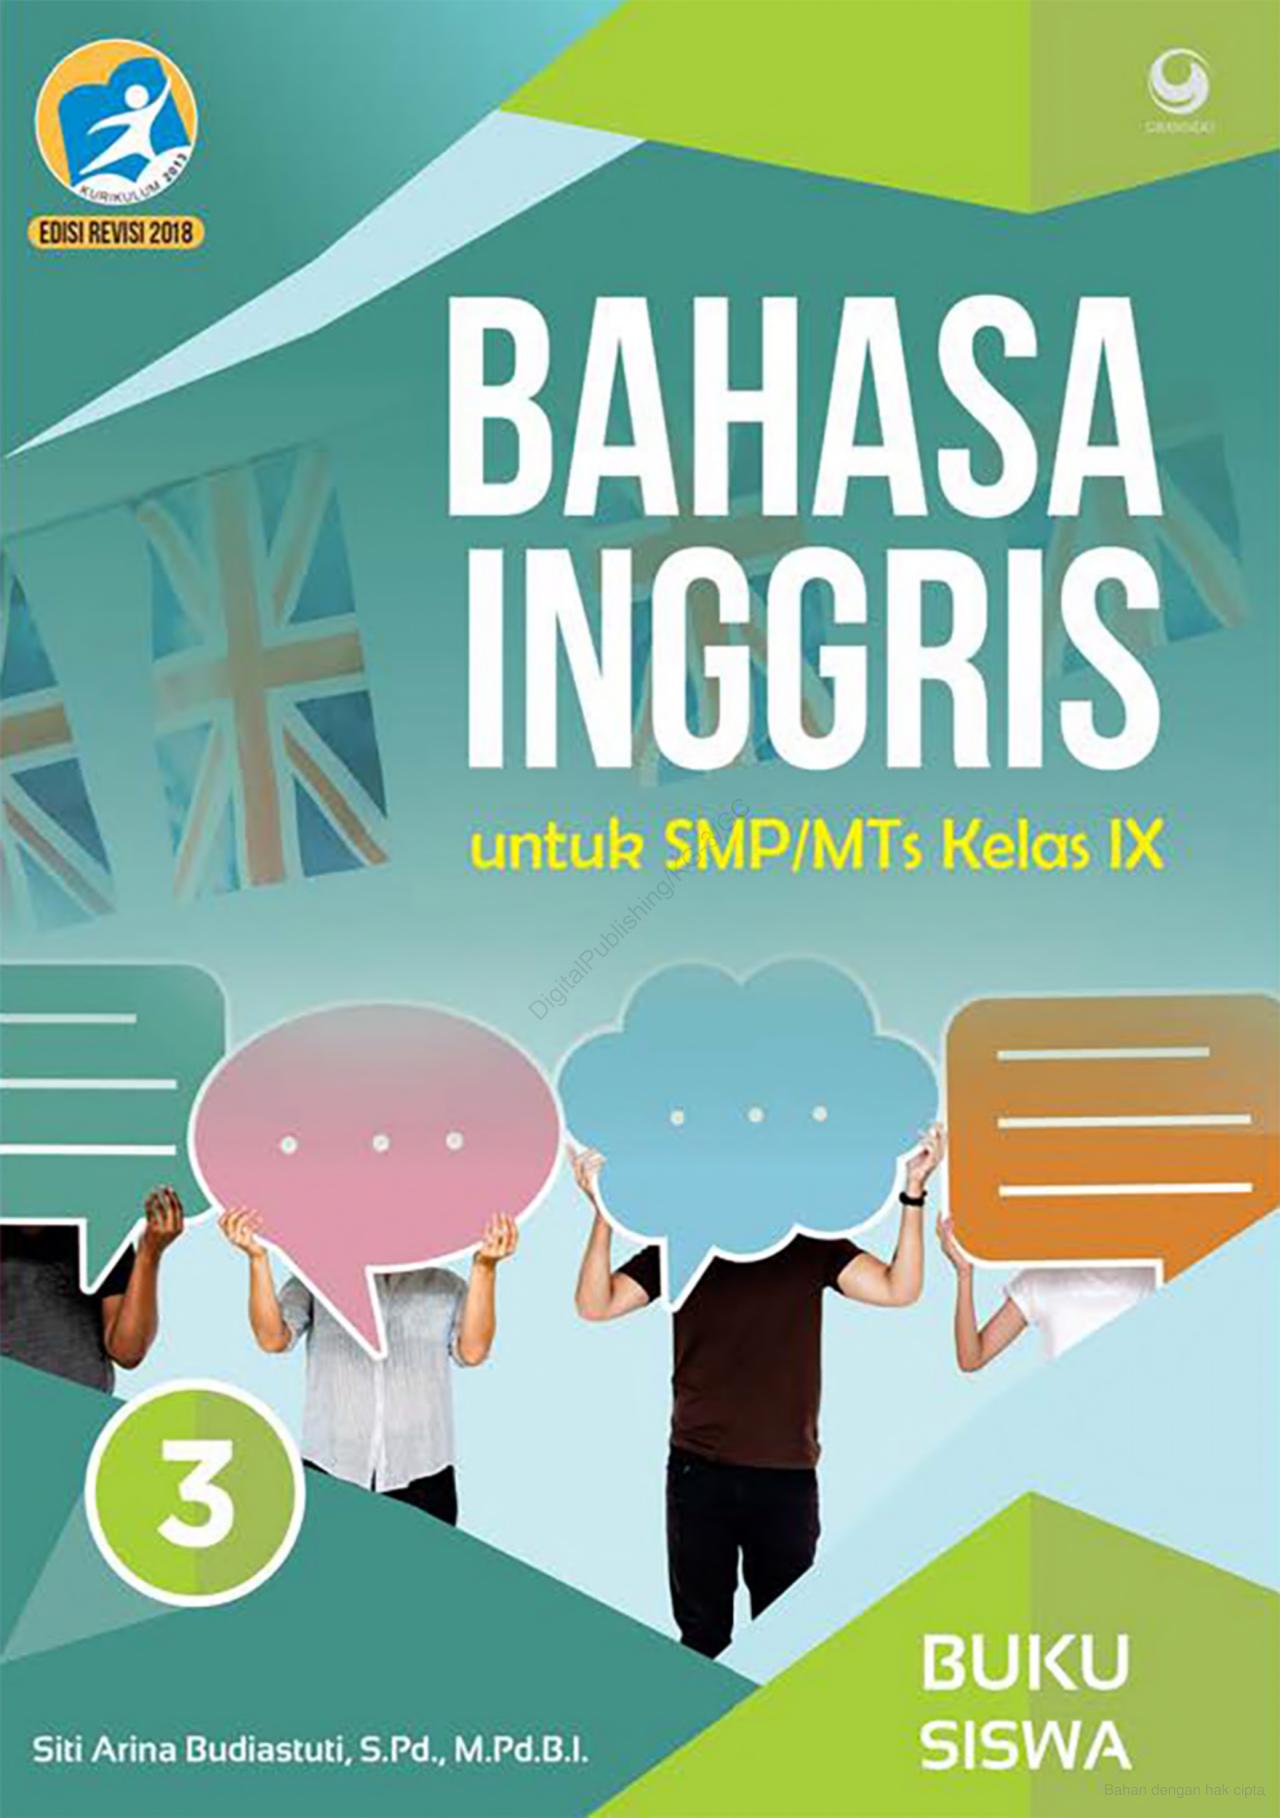 KURIKULUM 2013
EDISI REVISI 2018
BAHASA
INGGRIS
untuk SMP/MTs Kelas IX
3
BUKU
SISWA
Siti Arina Budiastuti, S.Pd., M.Pd.B.I.
Bahan dengan hak cipta